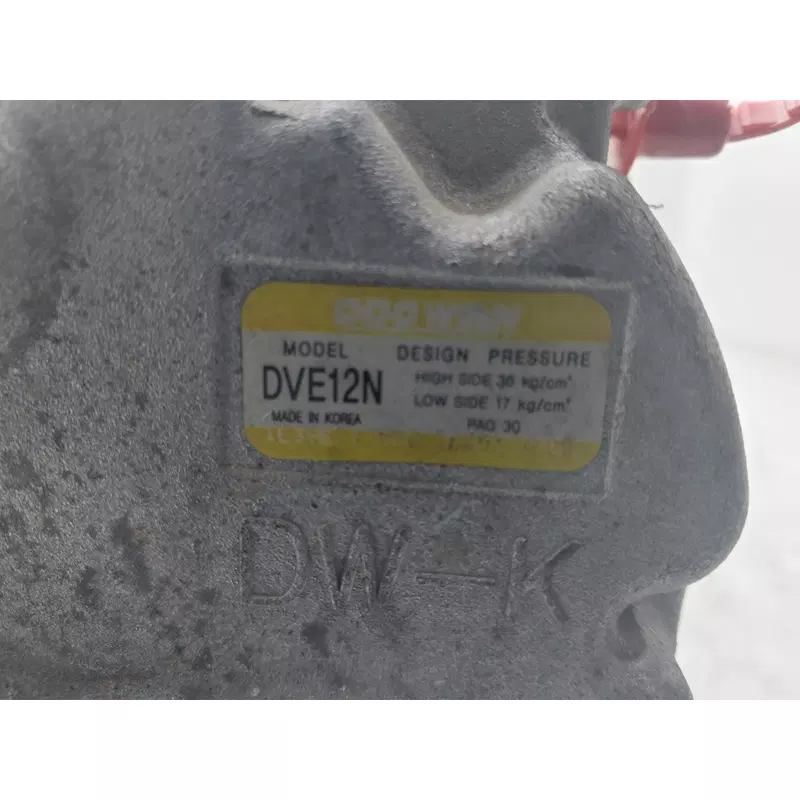 MODEL DESIGN PRESSURE
DVE12N
HIGH SIDE 36 kg/cm²
LOW SIDE 17 kg/cm²
MADE IN KOREA
PAG 30
DW-K